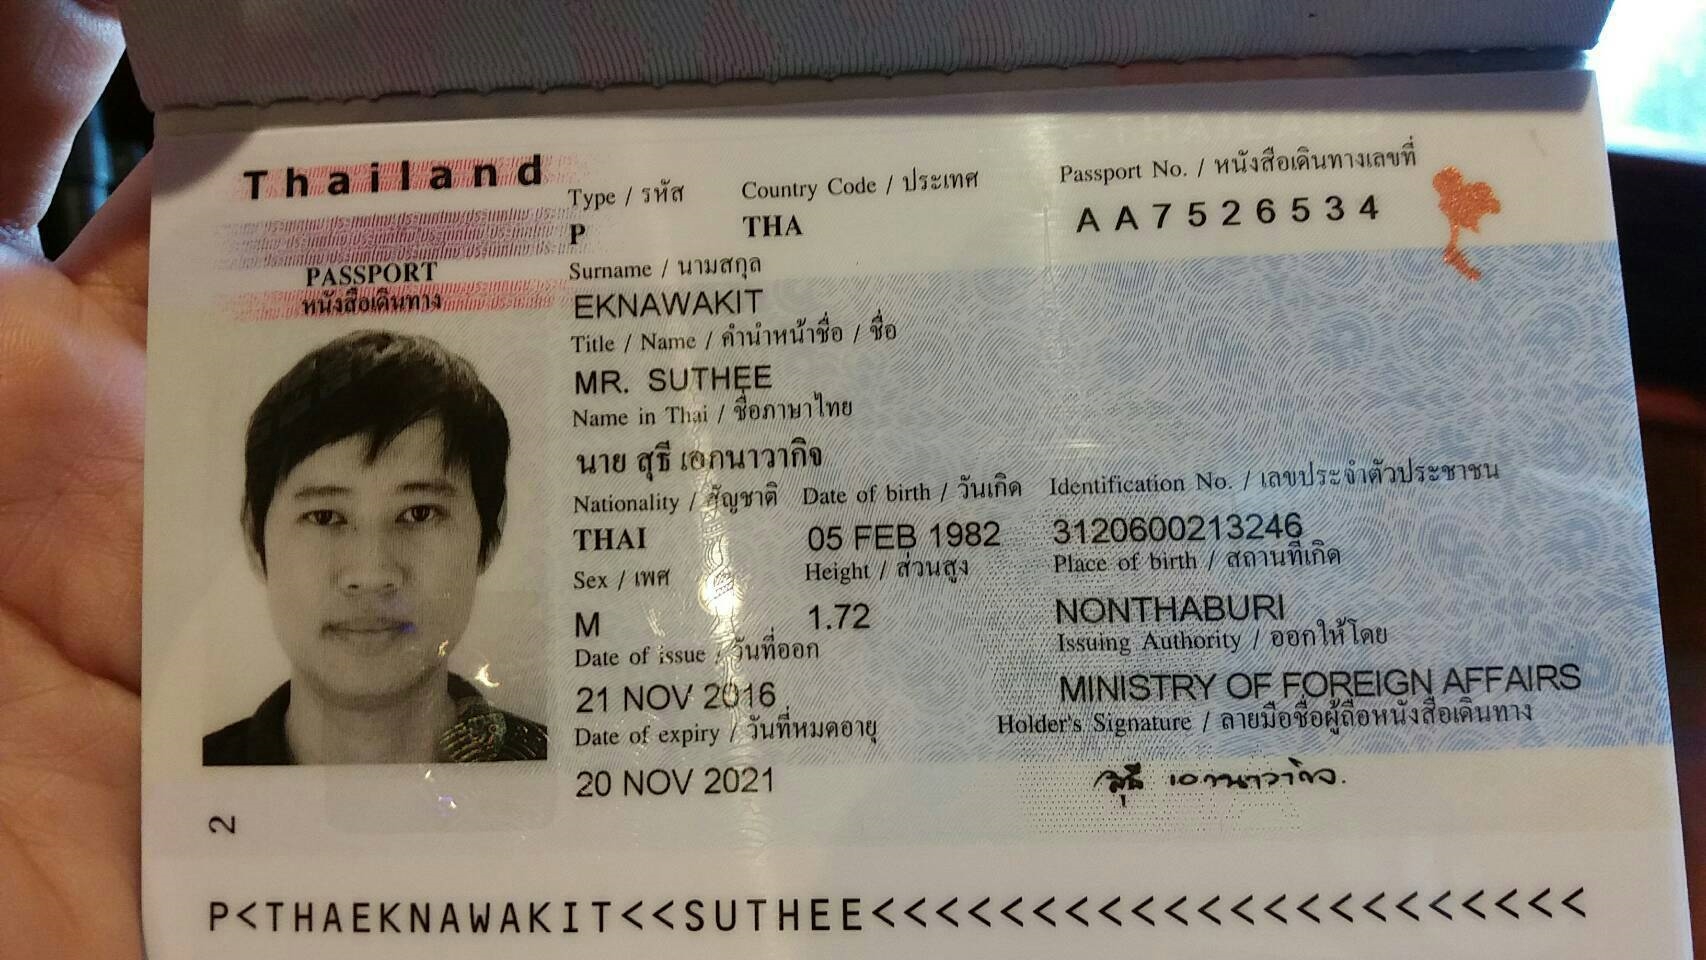 Thailand
PASSPORT
หนังสือเดินทาง
Type / รหัส
P
Country Code / ประเทศ
THA
Passport No. / หนังสือเดินทางเลขที่
AA7526534
Surname / นามสกุล
EKNAWAKIT
Title / Name / คำนำหน้าชื่อ / ชื่อ
MR. SUTHEE
Name in Thai / ชื่อภาษาไทย
นาย สุธี เอกนาวากิจ
Nationality / สัญชาติ
THAI
Date of birth / วันเกิด
05 FEB 1982
Identification No. / เลขประจำตัวประชาชน
3120600213246
Sex / เพศ
M
Height / ส่วนสูง
1.72
Place of birth / สถานที่เกิด
NONTHABURI
Date of issue / วันที่ออก
21 NOV 2016
Issuing Authority / ออกให้โดย
MINISTRY OF FOREIGN AFFAIRS
Date of expiry / วันที่หมดอายุ
20 NOV 2021
Holder's Signature / ลายมือชื่อผู้ถือหนังสือเดินทาง
สุธี เอกนาวากิจ.
2
P<THAEKNAWAKIT<<SUTHEE<<<<<<<<<<<<<<<<<<<<<<